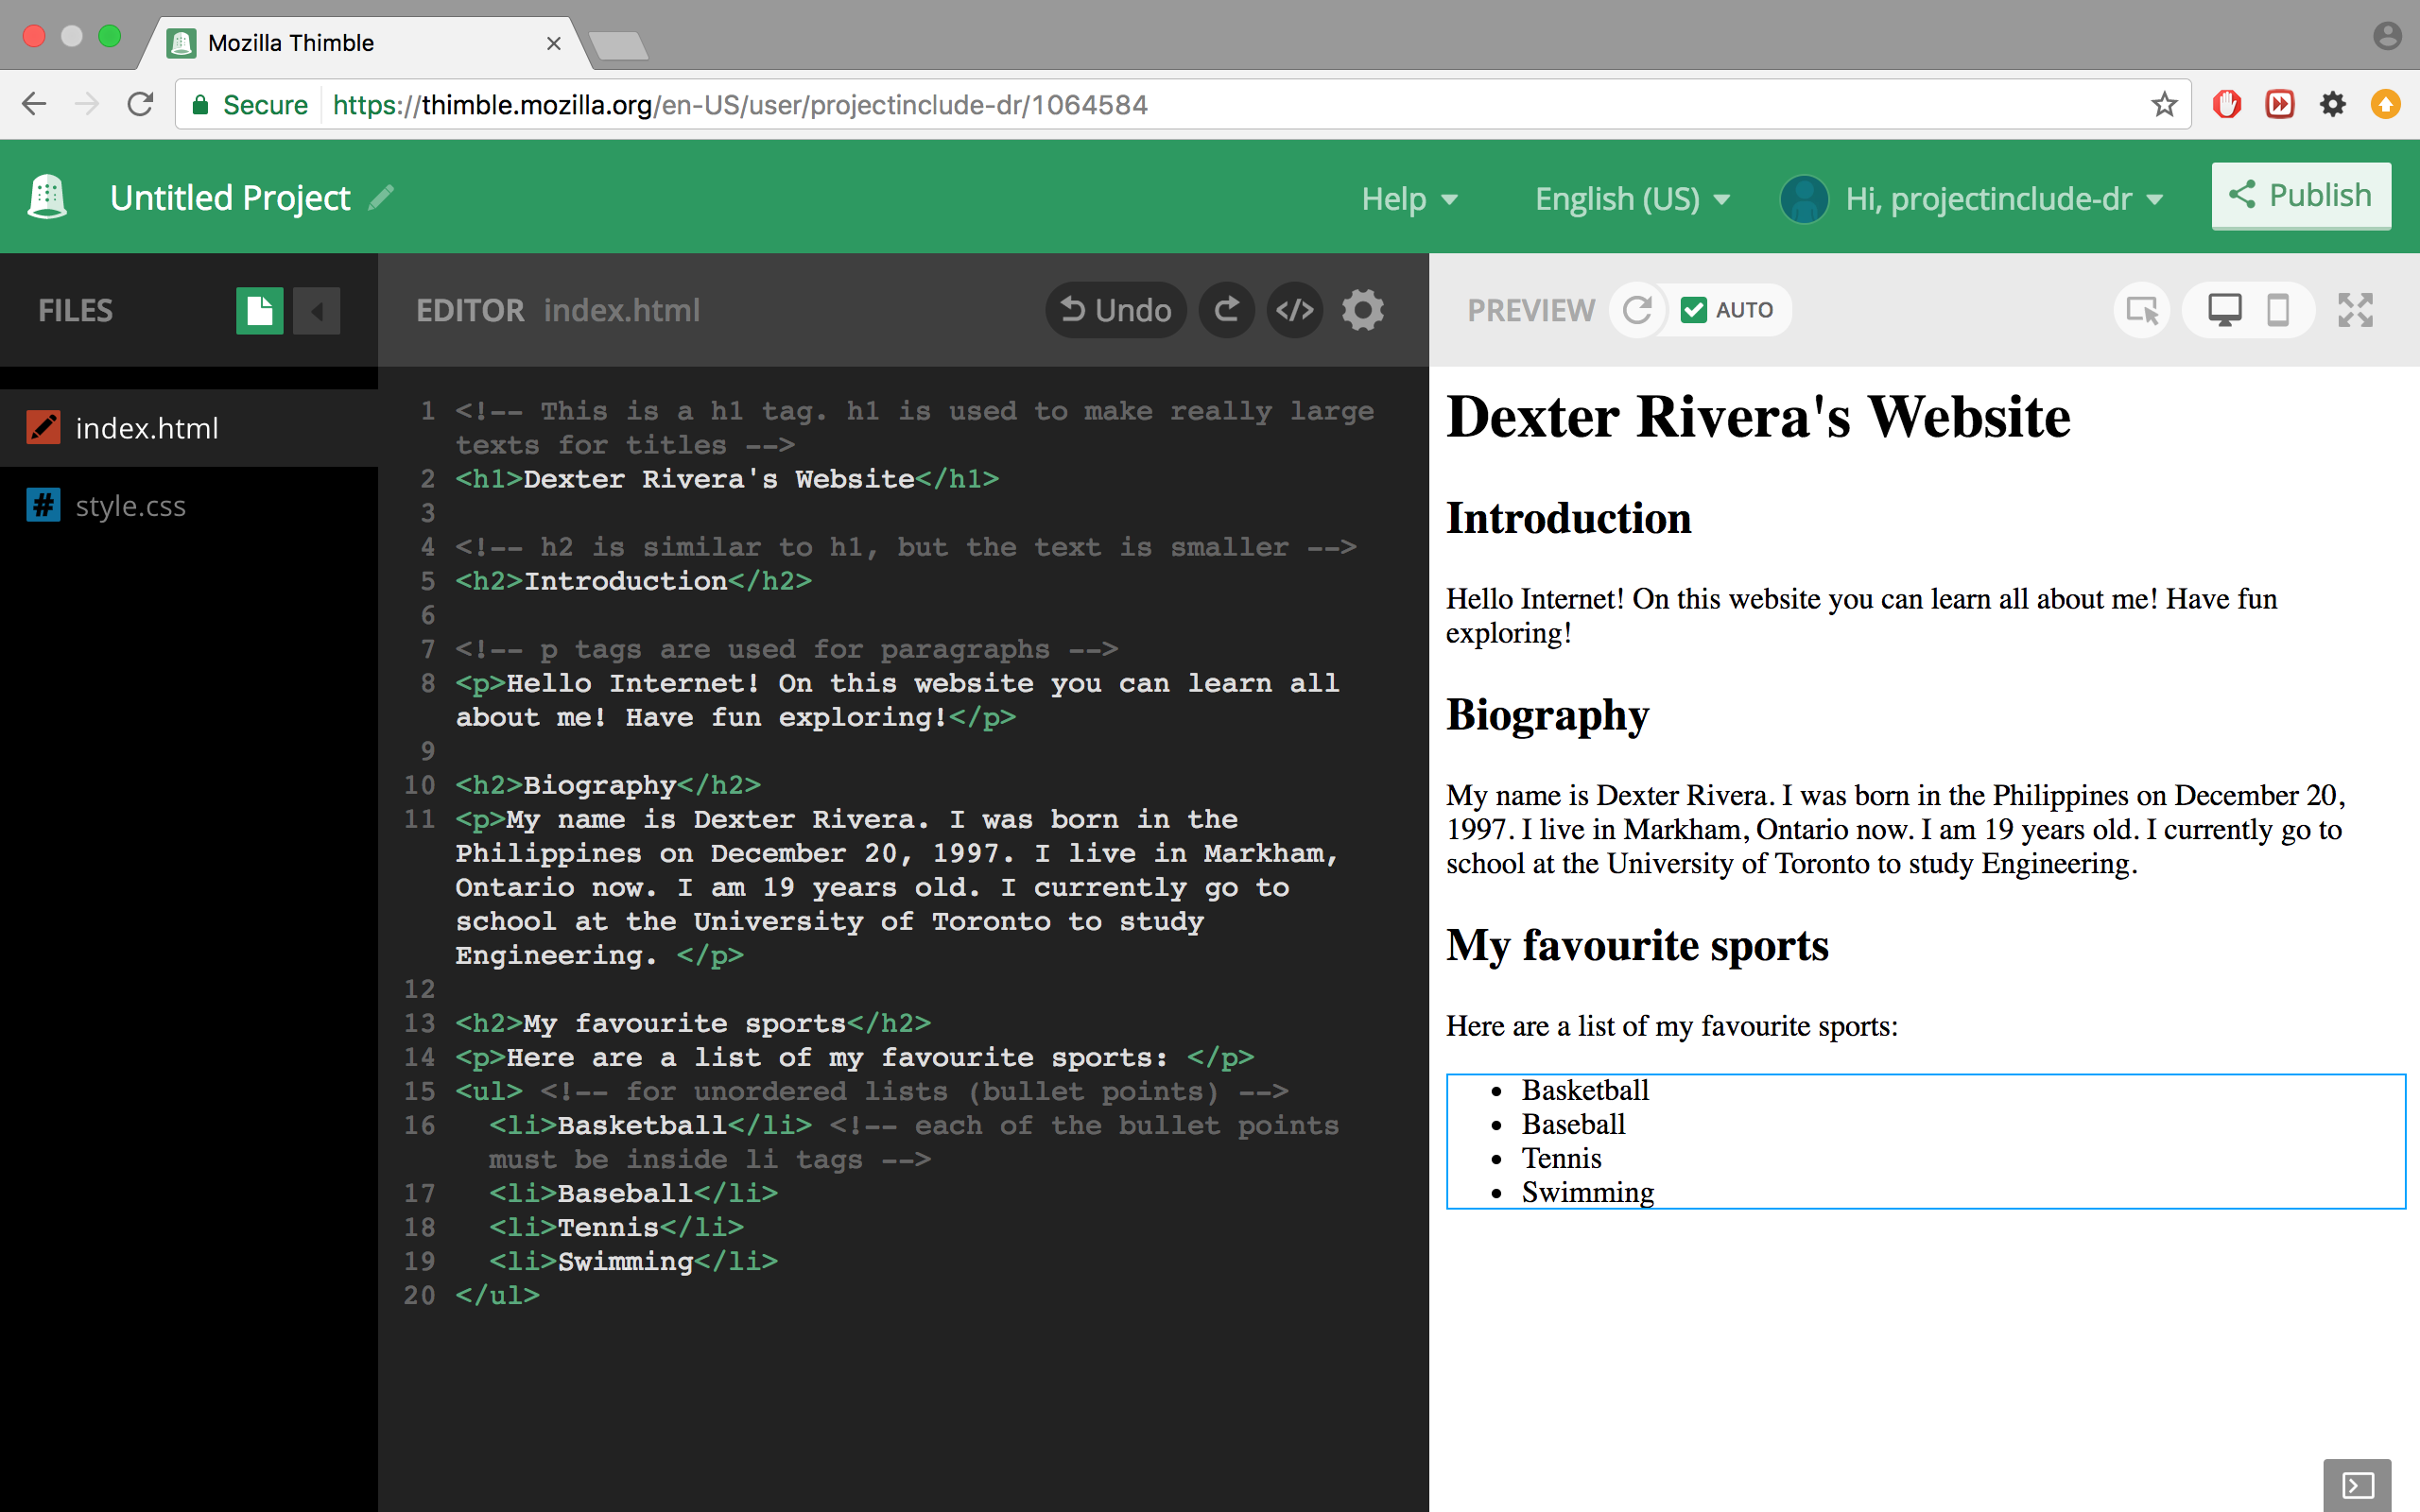 Mozilla Thimble
Secure https://thimble.mozilla.org/en-US/user/projectinclude-dr/1064584
Untitled Project
Help
English (US)
Hi, projectinclude-dr
Publish
FILES
index.html
style.css
EDITOR index.html
Undo
1 <!-- This is a h1 tag. h1 is used to make really large
texts for titles -->
2 <h1>Dexter Rivera's Website</h1>
3
4 <!-- h2 is similar to h1, but the text is smaller -->
5 <h2>Introduction</h2>
6
7 <!-- p tags are used for paragraphs -->
8 <p>Hello Internet! On this website you can learn all
about me! Have fun exploring!</p>
9
10 <h2>Biography</h2>
11 <p>My name is Dexter Rivera. I was born in the
Philippines on December 20, 1997. I live in Markham,
Ontario now. I am 19 years old. I currently go to
school at the University of Toronto to study
Engineering. </p>
12
13 <h2>My favourite sports</h2>
14 <p>Here are a list of my favourite sports: </p>
15 <ul> <!-- for unordered lists (bullet points) -->
16 <li>Basketball</li> <!-- each of the bullet points
must be inside li tags -->
17 <li>Baseball</li>
18 <li>Tennis</li>
19 <li>Swimming</li>
20 </ul>
PREVIEW
AUTO
Dexter Rivera's Website
Introduction
Hello Internet! On this website you can learn all about me! Have fun
exploring!
Biography
My name is Dexter Rivera. I was born in the Philippines on December 20,
1997. I live in Markham, Ontario now. I am 19 years old. I currently go to
school at the University of Toronto to study Engineering.
My favourite sports
Here are a list of my favourite sports:
• Basketball
• Baseball
• Tennis
• Swimming